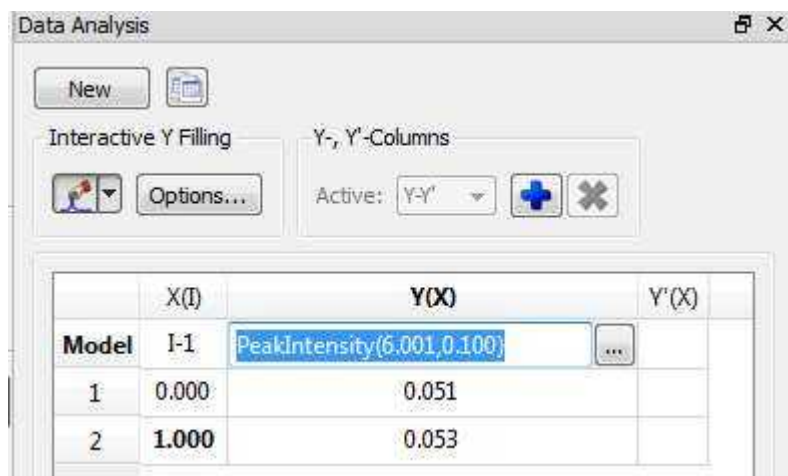 Data Analysis
New
Interactive Y Filling
Y-, Y'-Columns
Options...
Active: Y-Y'
X(I) Y(X) Y'(X)
Model I-1 PeakIntensity(6.001,0.100) ...
1 0.000 0.051
2 1.000 0.053